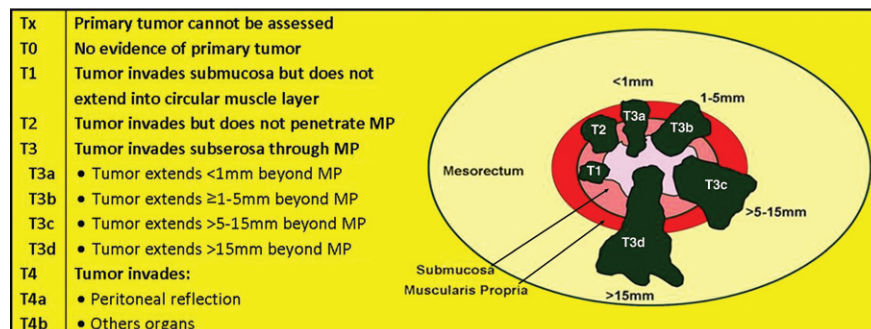 Tx Primary tumor cannot be assessed
T0 No evidence of primary tumor
T1 Tumor invades submucosa but does not
extend into circular muscle layer
T2 Tumor invades but does not penetrate MP
T3 Tumor invades subserosa through MP
T3a • Tumor extends <1mm beyond MP
T3b • Tumor extends ≥1-5mm beyond MP
T3c • Tumor extends >5-15mm beyond MP
T3d • Tumor extends >15mm beyond MP
T4 Tumor invades:
T4a • Peritoneal reflection
T4b • Others organs
<1mm
1-5mm
T3a
T2
T3b
Mesorectum
T1
T3c
>5-15mm
T3d
Submucosa
Muscularis Propria
>15mm